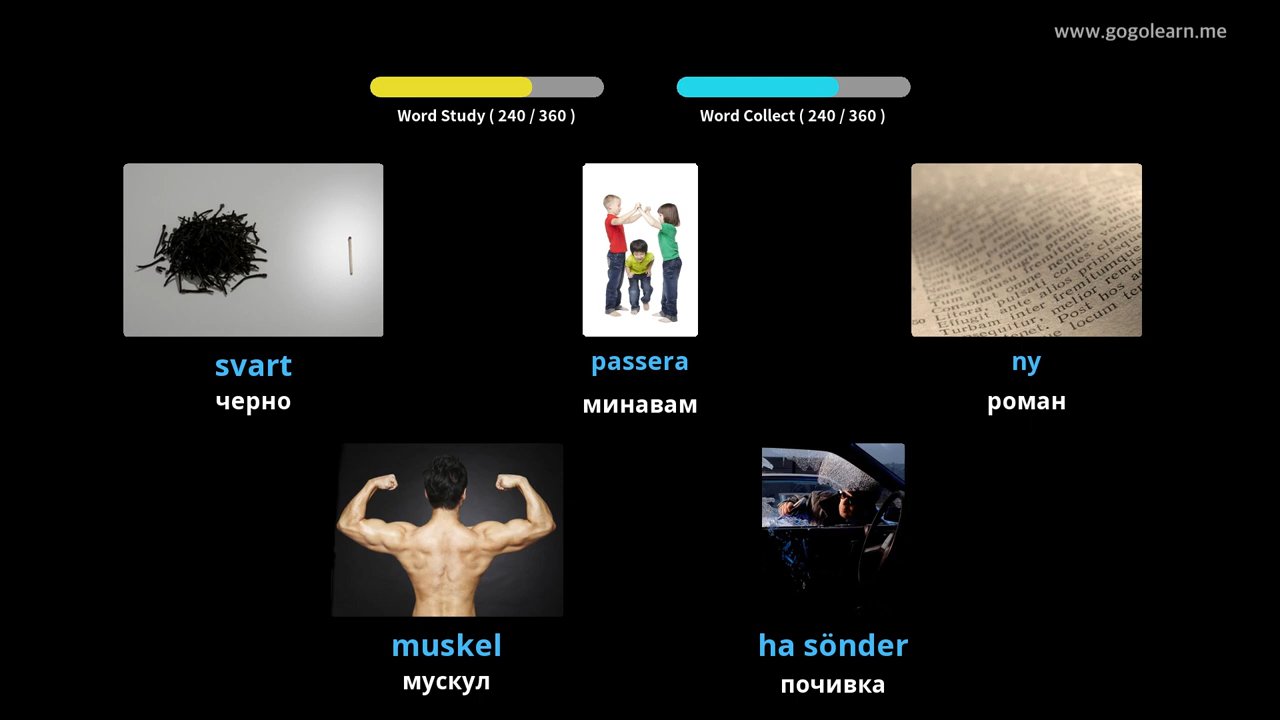 www.gogolearn.me
Word Study ( 240 / 360 )
Word Collect ( 240 / 360 )
svart
черно
passera
минавам
ny
роман
muskel
мускул
ha sönder
почивка